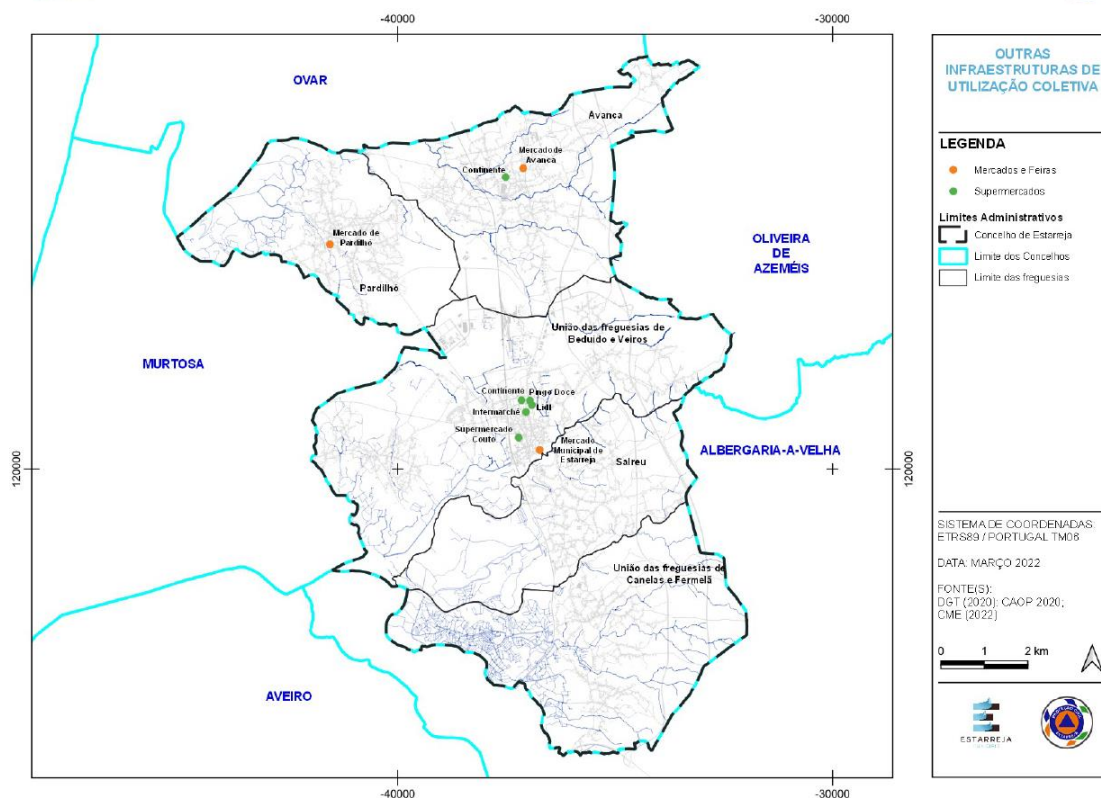 -40000
-30000
OVAR
Avanca
Mercado de
Avanca
Continente
Mercado de
Pardilhó
Pardilhó
OLIVEIRA
DE
AZEMÉIS
União das freguesias de
Beduído e Veiros
MURTOSA
Continente
Pingo Doce
Lidl
Intermarché
Supermercado
Couto
Mercado
Municipal de
Estarreja
Salreu
ALBERGARIA-A-VELHA
120000
120000
União das freguesias de
Canelas e Fermelã
AVEIRO
-40000
-30000
OUTRAS
INFRAESTRUTURAS DE
UTILIZAÇÃO COLETIVA
LEGENDA
Mercados e Feiras
Supermercados
Limites Administrativos
Concelho de Estarreja
Limite dos Concelhos
Limite das freguesias
SISTEMA DE COORDENADAS:
ETRS89 / PORTUGAL TM06
DATA: MARÇO 2022
FONTE(S):
DGT (2020); CAOP 2020;
CME (2022)
0 1 2 km
ESTARREJA